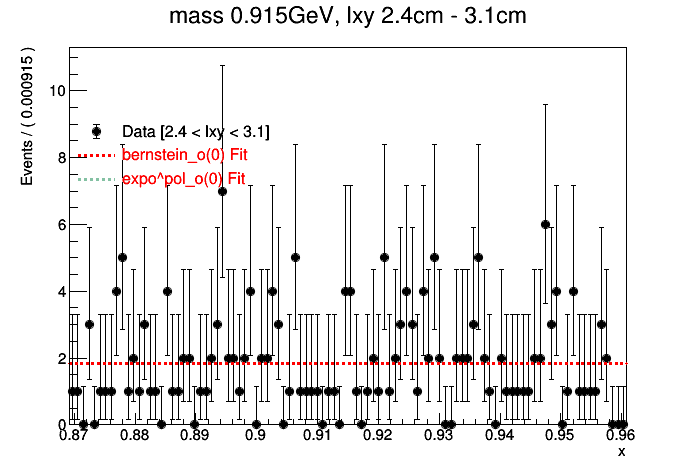 mass 0.915GeV, lxy 2.4cm - 3.1cm
Events / ( 0.000915 )
10
8
6
4
2
0
Data [2.4 < lxy < 3.1]
bernstein_o(0) Fit
expo^pol_o(0) Fit
0.87 0.88 0.89 0.9 0.91 0.92 0.93 0.94 0.95 0.96
x